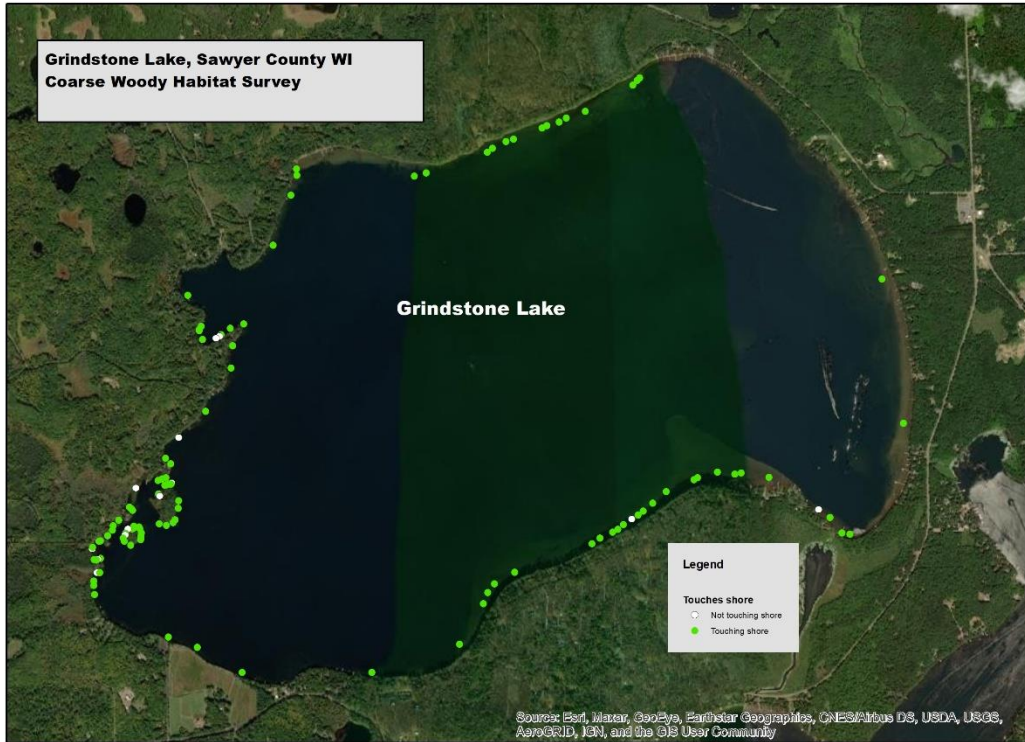 Grindstone Lake, Sawyer County WI
Coarse Woody Habitat Survey
Grindstone Lake
Legend
Touches shore
Not touching shore
Touching shore
Source: Esri, Maxar, GeoEye, Earthstar Geographics, CNES/Airbus DS, USDA, USGS,
AeroGRID, IGN, and the GIS User Community